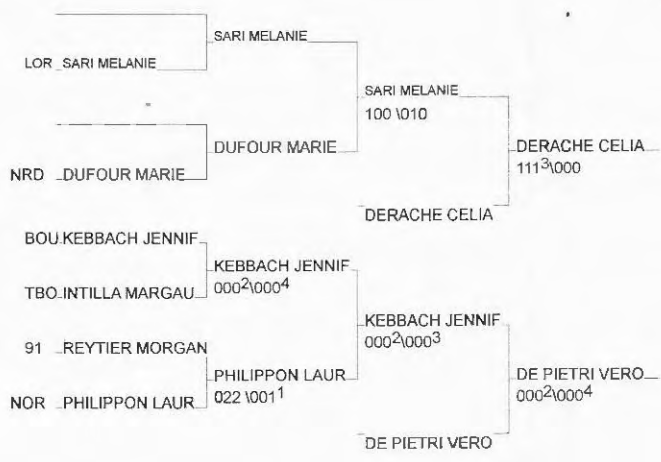 SARI MELANIE
LOR SARI MELANIE
SARI MELANIE
100 \010
DUFOUR MARIE
DERACHE CELIA
111³\000
NRD DUFOUR MARIE
DERACHE CELIA
BOU KEBBACH JENNIF
KEBBACH JENNIF
000²\000⁴
TBO INTILLA MARGAU
KEBBACH JENNIF
000²\000³
91 REYTIER MORGAN
PHILIPPON LAUR
022 \001¹
DE PIETRI VERO
000²\000⁴
NOR PHILIPPON LAUR
DE PIETRI VERO